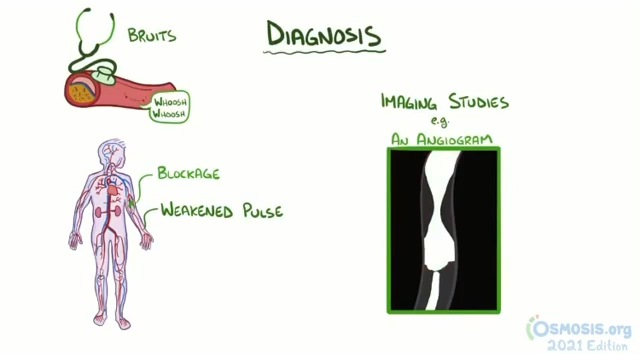 DIAGNOSIS
BRUITS
WHOOSH
WHOOSH
BLOCKAGE
WEAKENED PULSE
IMAGING STUDIES
e.g.
AN ANGIOGRAM
OSMOSIS.org
2021 Edition